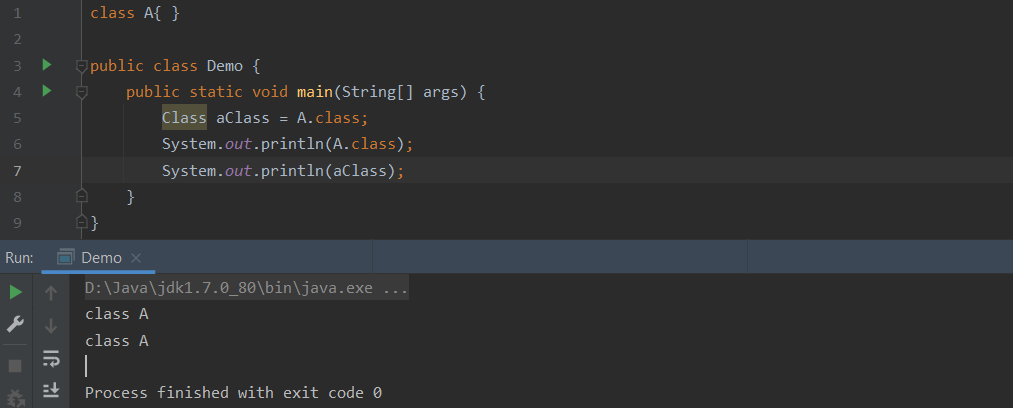 1 class A{ }
2
3 public class Demo {
4 public static void main(String[] args) {
5 Class aClass = A.class;
6 System.out.println(A.class);
7 System.out.println(aClass);
8 }
9 }
Run: Demo ×
D:\Java\jdk1.7.0_80\bin\java.exe ...
class A
class A
Process finished with exit code 0